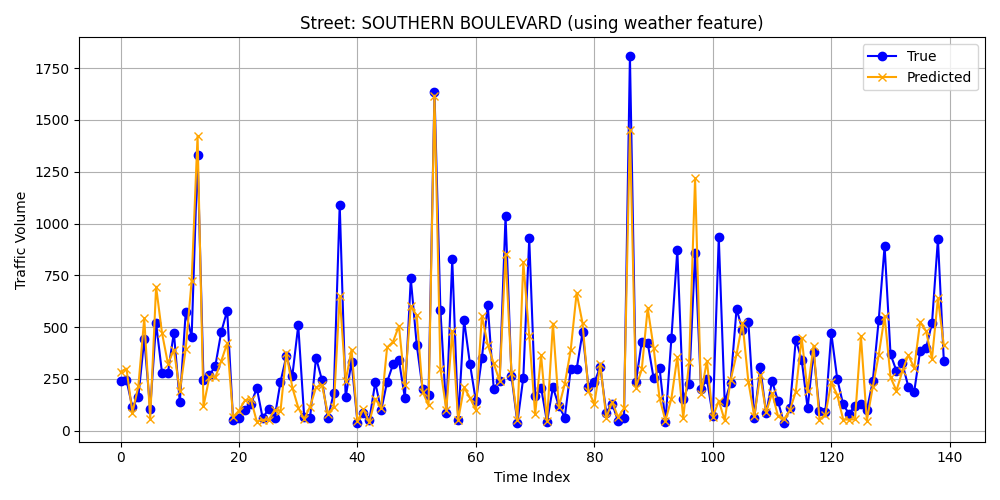 Street: SOUTHERN BOULEVARD (using weather feature)
True
Predicted
Traffic Volume
1750
1500
1250
1000
750
500
250
0
0 20 40 60 80 100 120 140
Time Index